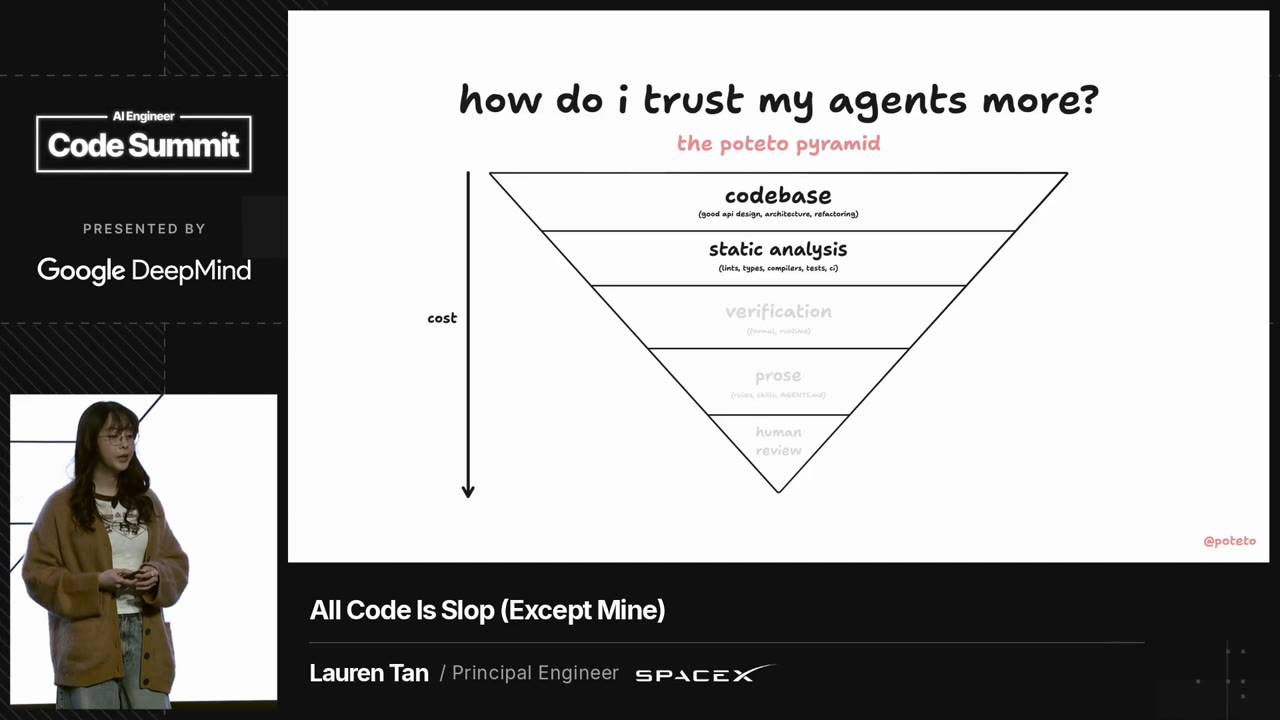 AI Engineer
Code Summit
PRESENTED BY
Google DeepMind
how do i trust my agents more?
the poteto pyramid
cost
codebase
(good api design, architecture, refactoring)
static analysis
(lints, types, compilers, tests, ci)
verification
(formal, runtime)
prose
(rules, skills, AGENTS.md)
human
review
@poteto
All Code Is Slop (Except Mine)
Lauren Tan / Principal Engineer SPACEX